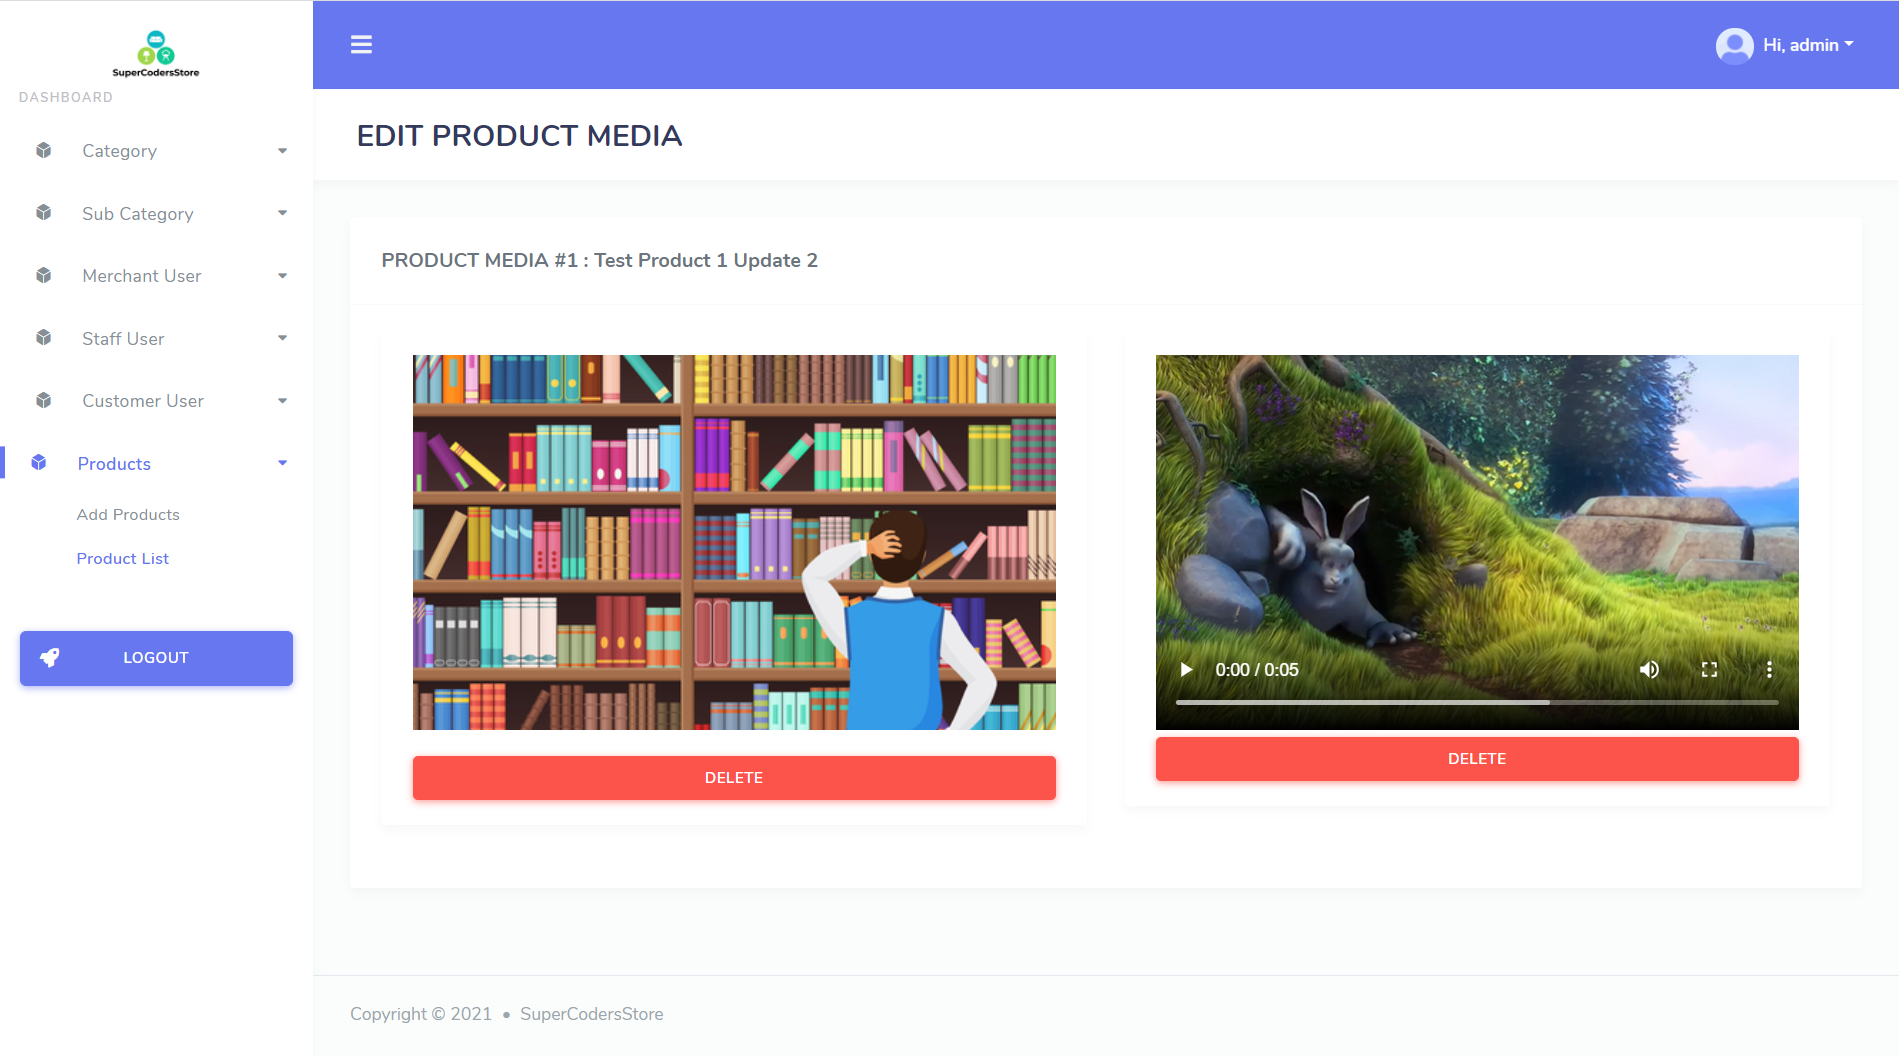 SuperCodersStore
DASHBOARD
Category
Sub Category
Merchant User
Staff User
Customer User
Products
Add Products
Product List
LOGOUT
Hi, admin
EDIT PRODUCT MEDIA
PRODUCT MEDIA #1 : Test Product 1 Update 2
0:00 / 0:05
DELETE
DELETE
Copyright © 2021 • SuperCodersStore